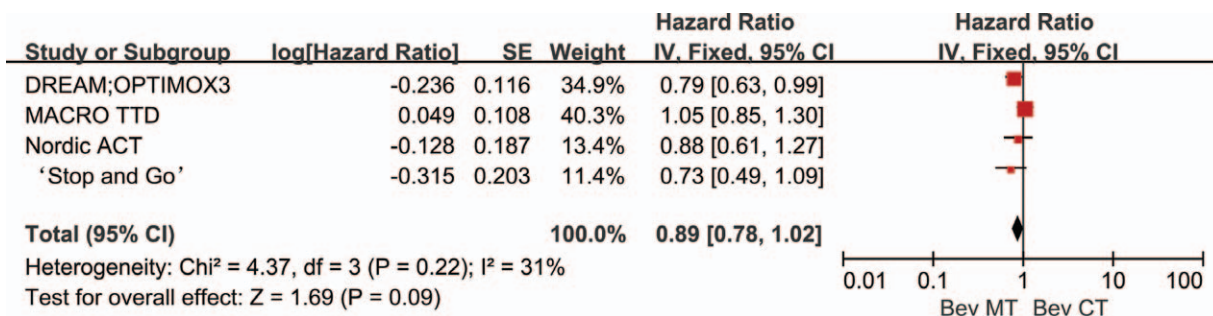 Hazard Ratio Hazard Ratio
Study or Subgroup log[Hazard Ratio] SE Weight IV, Fixed, 95% CI IV, Fixed, 95% CI
DREAM;OPTIMOX3 -0.236 0.116 34.9% 0.79 [0.63, 0.99]
MACRO TTD 0.049 0.108 40.3% 1.05 [0.85, 1.30]
Nordic ACT -0.128 0.187 13.4% 0.88 [0.61, 1.27]
‘Stop and Go’ -0.315 0.203 11.4% 0.73 [0.49, 1.09]
Total (95% CI) 100.0% 0.89 [0.78, 1.02]
Heterogeneity: Chi² = 4.37, df = 3 (P = 0.22); I² = 31%
Test for overall effect: Z = 1.69 (P = 0.09)
0.01 0.1 1 10 100
Bev MT Bev CT